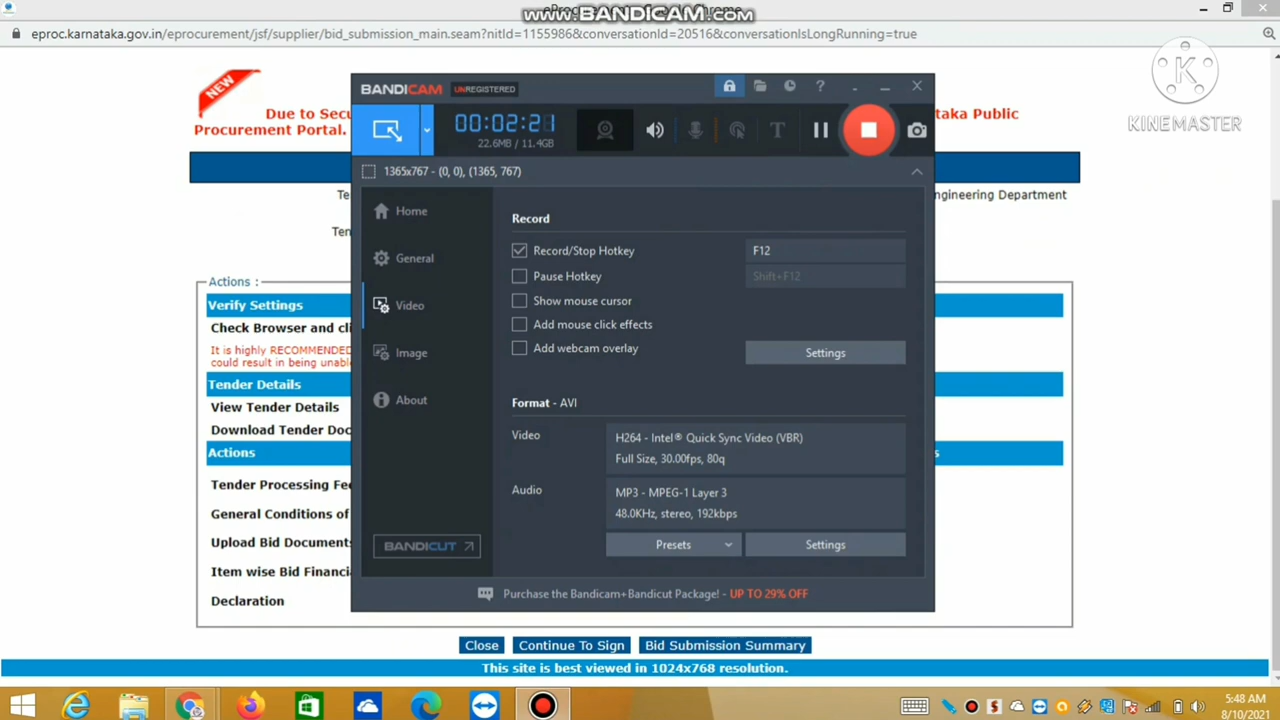 www.BANDICAM.com
eproc.karnataka.gov.in/eprocurement/jsf/supplier/bid_submission_main.seam?nitId=1155986&conversationId=20516&conversationIsLongRunning=true
K
KINEMASTER
NEW
Due to Secu
taka Public
Procurement Portal.
BANDICAM UNREGISTERED
?
00:02:21
22.6MB / 11.4GB
T
1365x767 - (0, 0), (1365, 767)
Te
ngineering Department
Ten
Home
General
Video
Image
About
BANDICUT
Record
Record/Stop Hotkey F12
Pause Hotkey Shift+F12
Show mouse cursor
Add mouse click effects
Add webcam overlay
Settings
Format - AVI
Video
H264 - Intel® Quick Sync Video (VBR)
Full Size, 30.00fps, 80q
Audio
MP3 - MPEG-1 Layer 3
48.0KHz, stereo, 192kbps
Presets
Settings
Purchase the Bandicam+Bandicut Package! - UP TO 29% OFF
Actions :
Verify Settings
Check Browser and cli
It is highly RECOMMENDED
could result in being unabl
Tender Details
View Tender Details
Download Tender Doc
Actions
s
Tender Processing Fee
General Conditions of
Upload Bid Documents
Item wise Bid Financi
Declaration
Close
Continue To Sign
Bid Submission Summary
This site is best viewed in 1024x768 resolution.
5:48 AM
8/10/2021